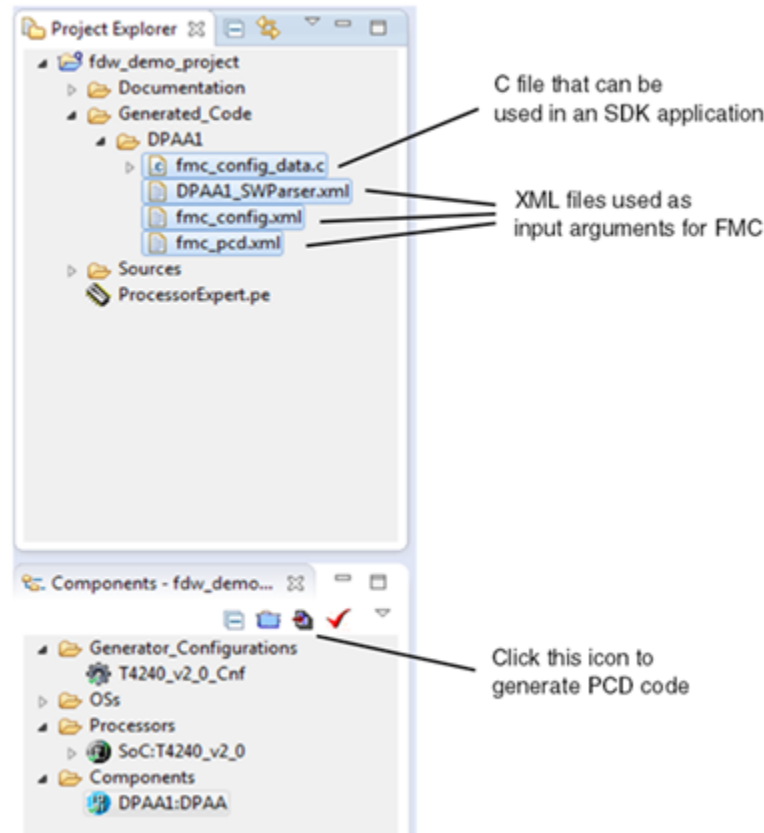 Project Explorer
fdw_demo_project
Documentation
Generated_Code
DPAA1
fmc_config_data.c
DPAA1_SWParser.xml
fmc_config.xml
fmc_pcd.xml
Sources
ProcessorExpert.pe
C file that can be
used in an SDK application
XML files used as
input arguments for FMC
Components - fdw_demo...
Generator_Configurations
T4240_v2_0_Cnf
OSs
Processors
SoC:T4240_v2_0
Components
DPAA1:DPAA
Click this icon to
generate PCD code